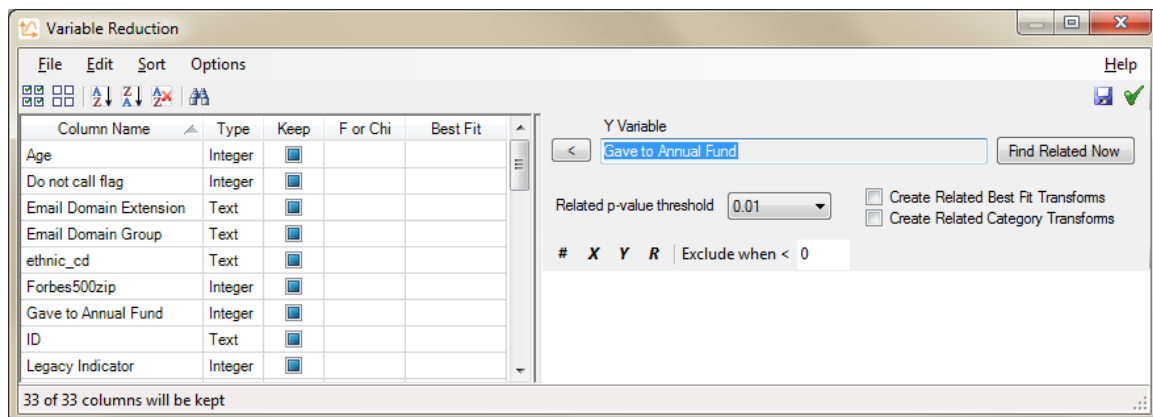 Variable Reduction
File Edit Sort Options Help
Column Name Type Keep F or Chi Best Fit
Age Integer
Do not call flag Integer
Email Domain Extension Text
Email Domain Group Text
ethnic_cd Text
Forbes500zip Integer
Gave to Annual Fund Integer
ID Text
Legacy Indicator Integer
Y Variable
< Gave to Annual Fund Find Related Now
Related p-value threshold 0.01
Create Related Best Fit Transforms
Create Related Category Transforms
# X Y R Exclude when < 0
33 of 33 columns will be kept